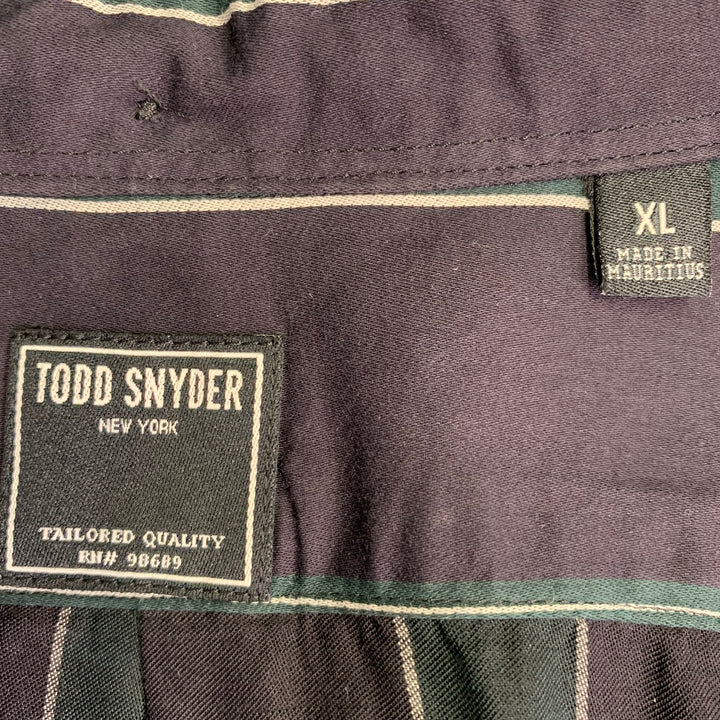 XL
MADE IN
MAURITIUS
TODD SNYDER
NEW YORK
TAILORED QUALITY
RN# 98689